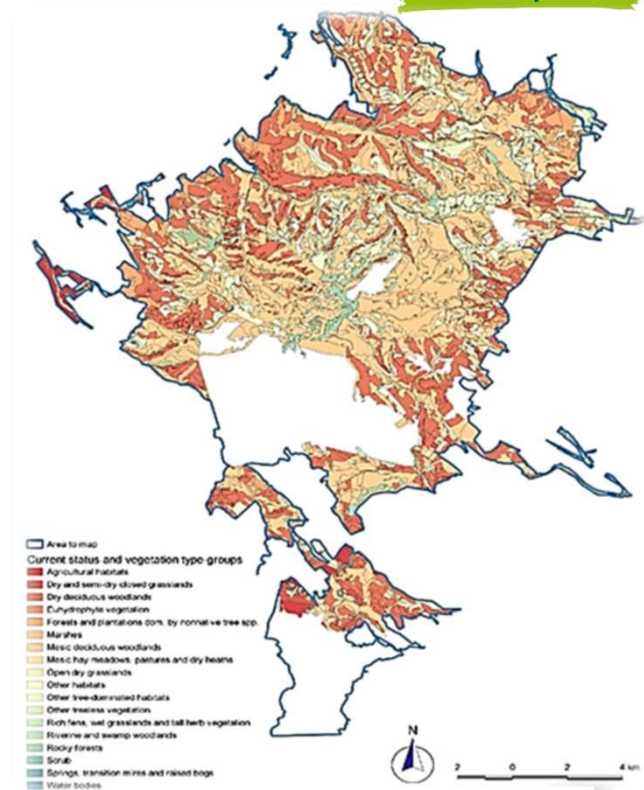 Area to map
Current status and vegetation type-groups
Agricultural habitats
Dry and semi-dry closed grasslands
Dry deciduous woodlands
Euhydrophyte vegetation
Forests and plantations dom. by nonnative tree spp.
Marshes
Mesic deciduous woodlands
Mesic hay meadows, pastures and dry heaths
Open dry grasslands
Other habitats
Other tree-dominated habitats
Other treeless vegetation
Rich fens, wet grasslands and tall herb vegetation
Riverine and swamp woodlands
Rocky forests
Scrub
Springs, transition mires and raised bogs
Water bodies
N
2 0 2 4 km